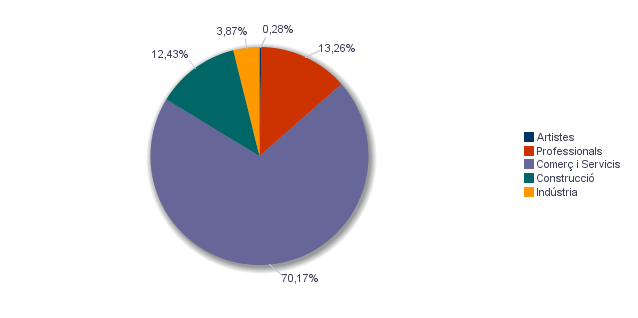 0,28%
3,87%
13,26%
12,43%
70,17%
Artistes
Professionals
Comerç i Servicis
Construcció
Indústria